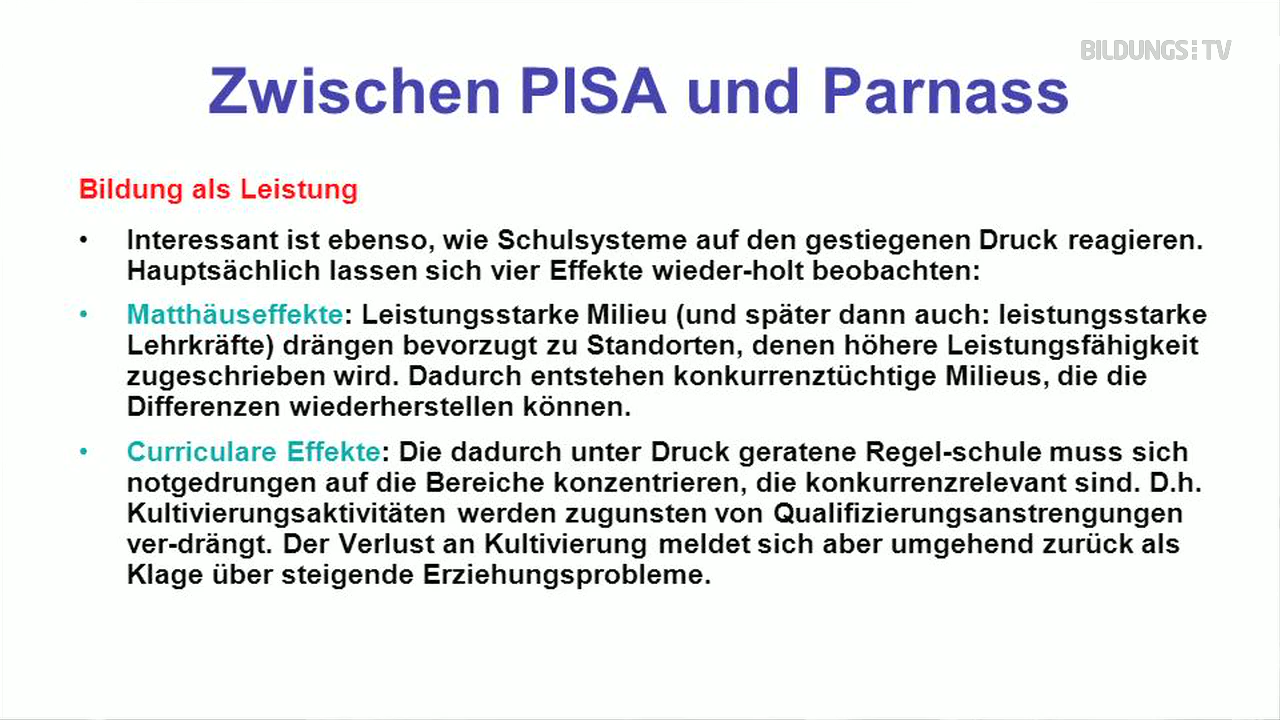 BILDUNGS:TV
Zwischen PISA und Parnass
Bildung als Leistung
• Interessant ist ebenso, wie Schulsysteme auf den gestiegenen Druck reagieren.
Hauptsächlich lassen sich vier Effekte wieder-holt beobachten:
• Matthäuseffekte: Leistungsstarke Milieu (und später dann auch: leistungsstarke
Lehrkräfte) drängen bevorzugt zu Standorten, denen höhere Leistungsfähigkeit
zugeschrieben wird. Dadurch entstehen konkurrenztüchtige Milieus, die die
Differenzen wiederherstellen können.
• Curriculare Effekte: Die dadurch unter Druck geratene Regel-schule muss sich
notgedrungen auf die Bereiche konzentrieren, die konkurrenzrelevant sind. D.h.
Kultivierungsaktivitäten werden zugunsten von Qualifizierungsanstrengungen
ver-drängt. Der Verlust an Kultivierung meldet sich aber umgehend zurück als
Klage über steigende Erziehungsprobleme.